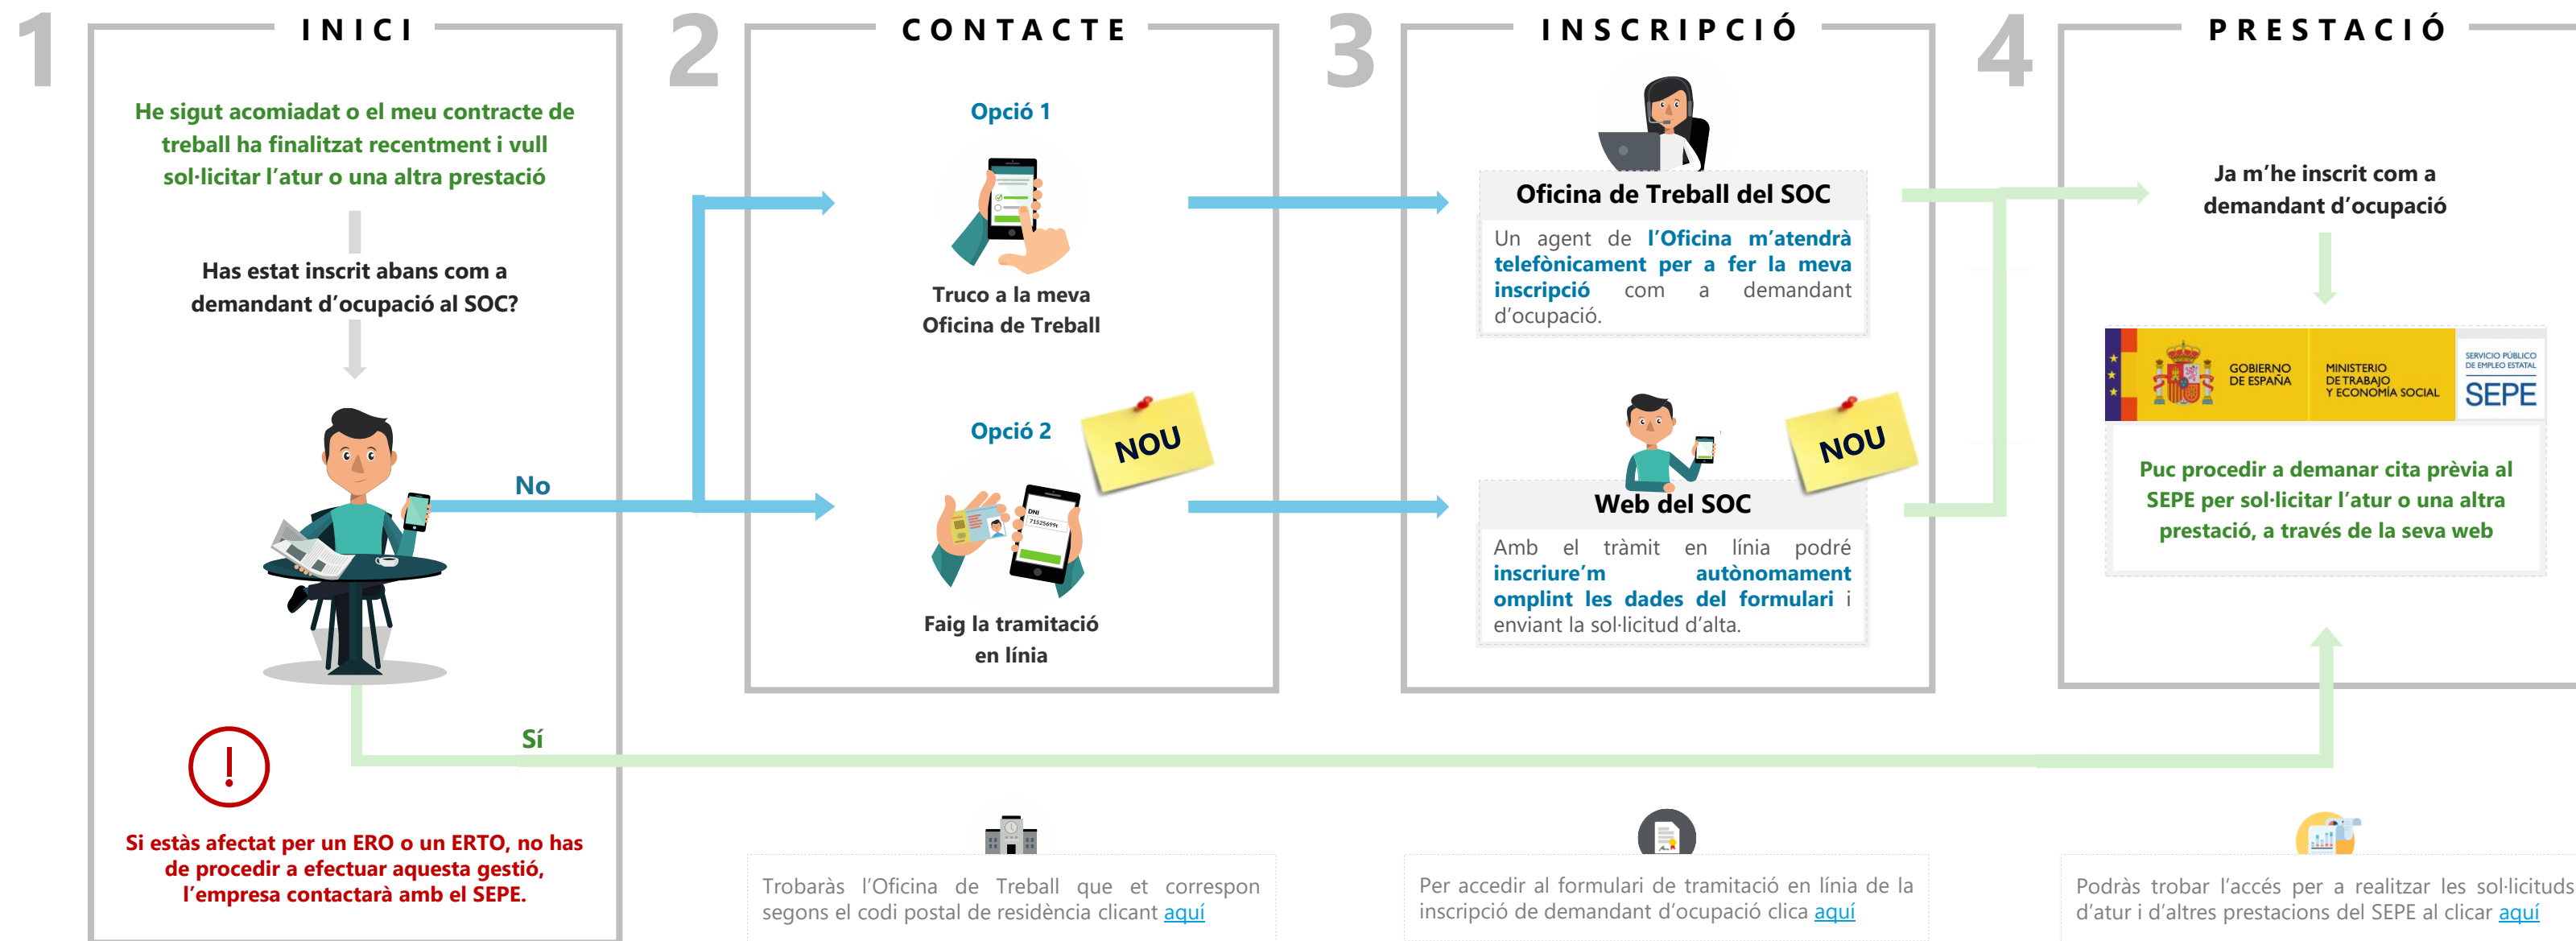 1
INICI
He sigut acomiadat o el meu contracte de
treball ha finalitzat recentment i vull
sol·licitar l’atur o una altra prestació
Has estat inscrit abans com a
demandant d’ocupació al SOC?
No
Sí
!
Si estàs afectat per un ERO o un ERTO, no has
de procedir a efectuar aquesta gestió,
l’empresa contactarà amb el SEPE.
2
CONTACTE
Opció 1
Truco a la meva
Oficina de Treball
Opció 2
NOU
DNI
Faig la tramitació
en línia
Trobaràs l’Oficina de Treball que et correspon
segons el codi postal de residència clicant aquí
3
INSCRIPCIÓ
Oficina de Treball del SOC
Un agent de l’Oficina m’atendrà
telefònicament per a fer la meva
inscripció com a demandant
d’ocupació.
NOU
Web del SOC
Amb el tràmit en línia podré
inscriure’m autònomament
omplint les dades del formulari i
enviant la sol·licitud d’alta.
Per accedir al formulari de tramitació en línia de la
inscripció de demandant d’ocupació clica aquí
4
PRESTACIÓ
Ja m’he inscrit com a
demandant d’ocupació
GOBIERNO
DE ESPAÑA
MINISTERIO
DE TRABAJO
Y ECONOMÍA SOCIAL
SERVICIO PÚBLICO
DE EMPLEO ESTATAL
SEPE
Puc procedir a demanar cita prèvia al
SEPE per sol·licitar l’atur o una altra
prestació, a través de la seva web
Podràs trobar l’accés per a realitzar les sol·licituds
d’atur i d’altres prestacions del SEPE al clicar aquí